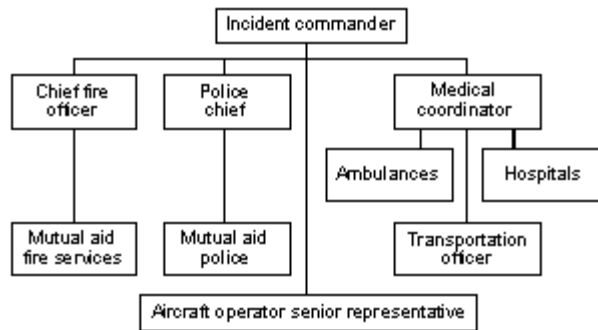 Incident commander
Chief fire
officer
Police
chief
Medical
coordinator
Ambulances
Hospitals
Mutual aid
fire services
Mutual aid
police
Transportation
officer
Aircraft operator senior representative